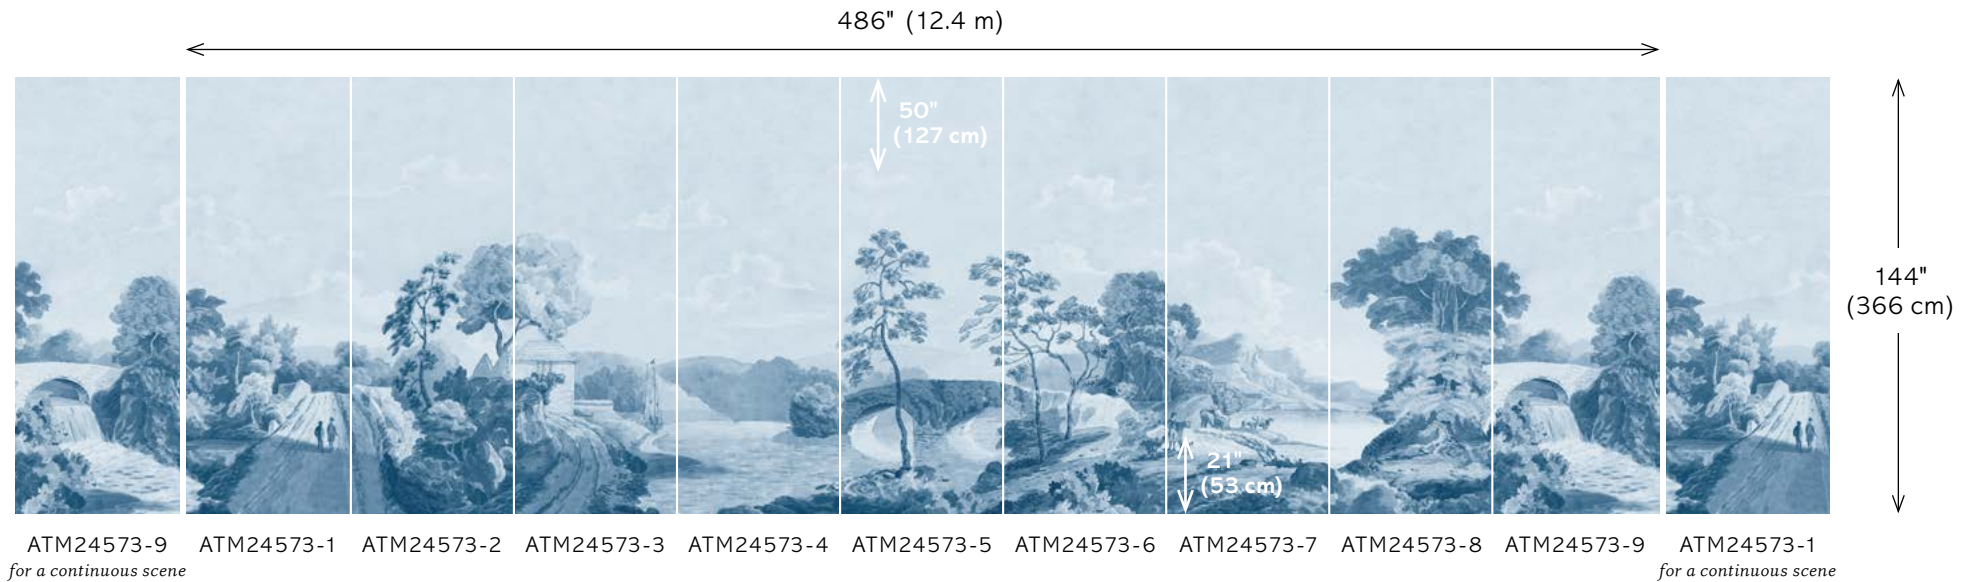 486" (12.4 m)
50"
(127 cm)
144"
(366 cm)
21"
(53 cm)
ATM24573-9
ATM24573-1
ATM24573-2
ATM24573-3
ATM24573-4
ATM24573-5
ATM24573-6
ATM24573-7
ATM24573-8
ATM24573-9
ATM24573-1
for a continuous scene
for a continuous scene